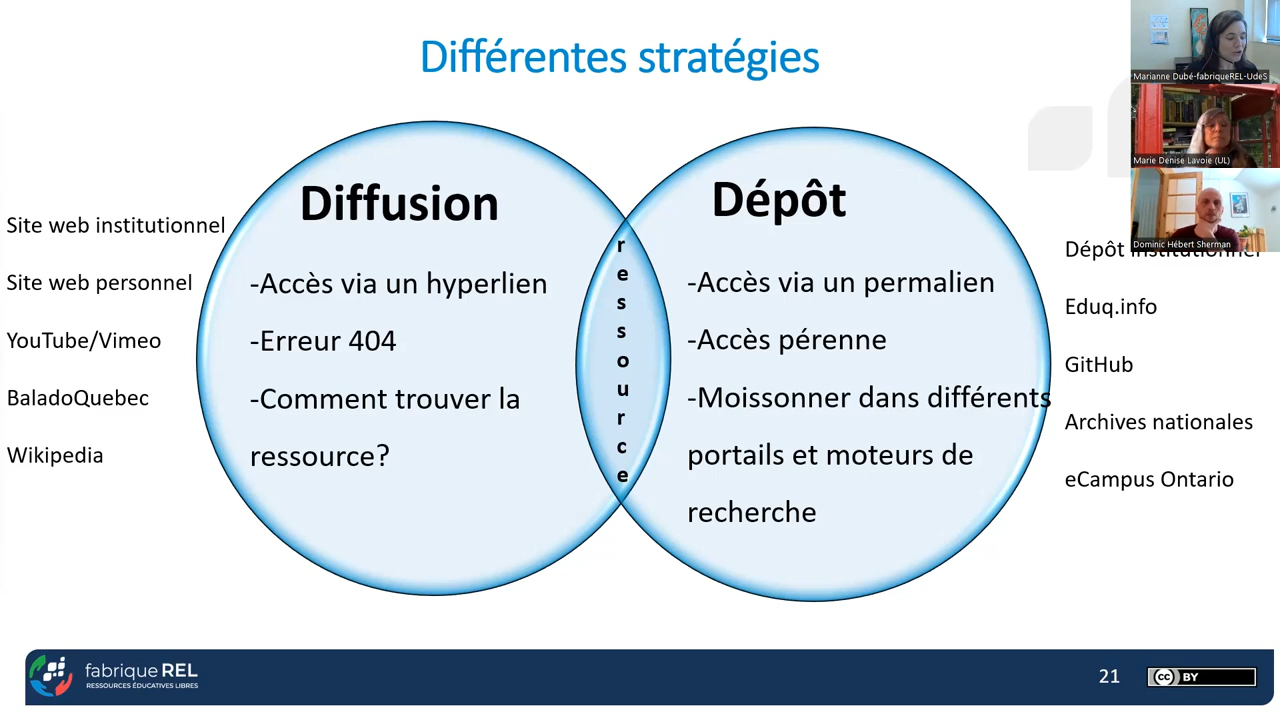 Différentes stratégies
Marianne Dubé-fabriqueREL-UdeS
Marie Denise Lavoie (UL)
Dominic Hébert Sherman
Site web institutionnel
Site web personnel
YouTube/Vimeo
BaladoQuebec
Wikipedia
Diffusion
-Accès via un hyperlien
-Erreur 404
-Comment trouver la
ressource?
ressource
Dépôt
-Accès via un permalien
-Accès pérenne
-Moissonner dans différents
portails et moteurs de
recherche
Dépôt institutionnel
Eduq.info
GitHub
Archives nationales
eCampus Ontario
fabrique REL
RESSOURCES ÉDUCATIVES LIBRES
21
cc BY